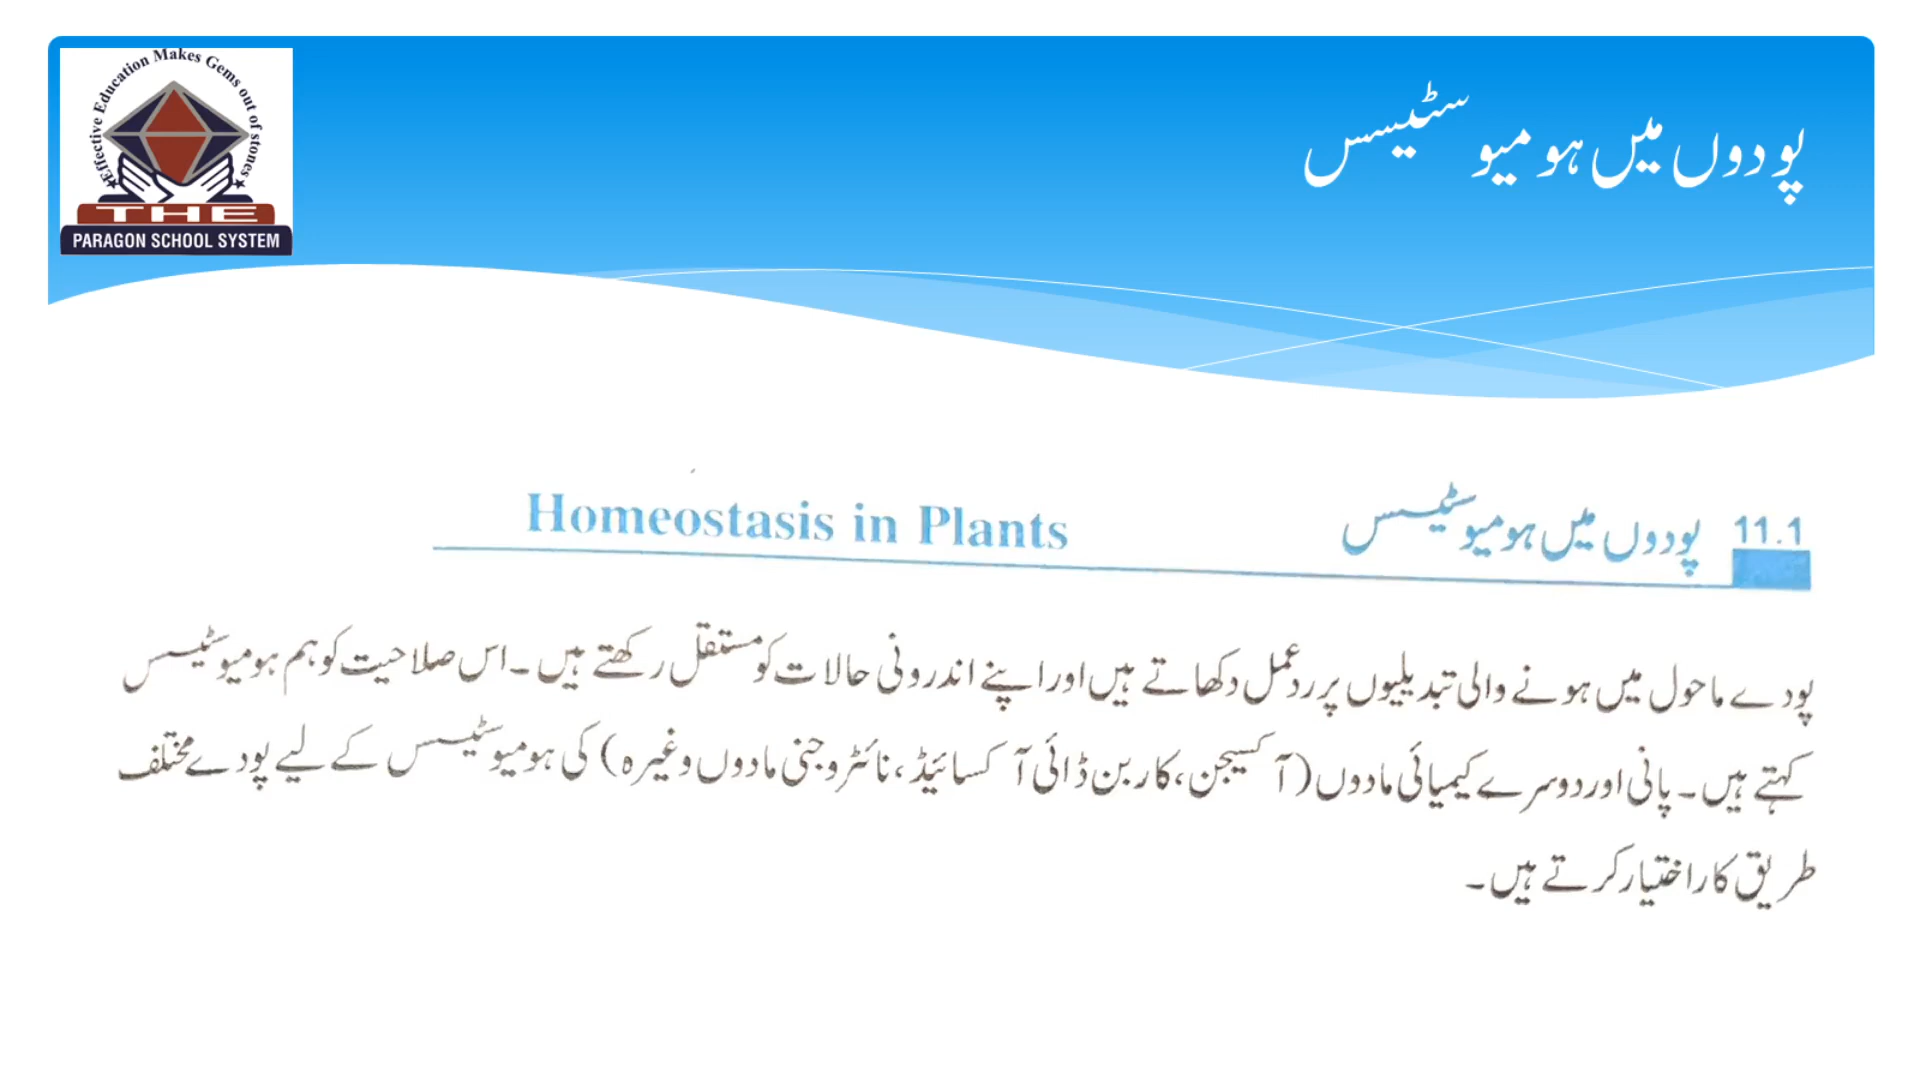 Effective Education Makes Gems out of stones
THE
PARAGON SCHOOL SYSTEM
پودوں میں ہومیوسٹیسس
11.1 پودوں میں ہومیوسٹیسس Homeostasis in Plants
پودے ماحول میں ہونے والی تبدیلیوں پر ردعمل دکھاتے ہیں اور اپنے اندرونی حالات کو مستقل رکھتے ہیں۔ اس صلاحیت کو ہم ہومیوسٹیسس
کہتے ہیں۔ پانی اور دوسرے کیمیائی مادوں (آکسیجن، کاربن ڈائی آکسائیڈ، نائٹروجنی مادوں وغیرہ) کی ہومیوسٹیسس کے لیے پودے مختلف
طریق کار اختیار کرتے ہیں۔